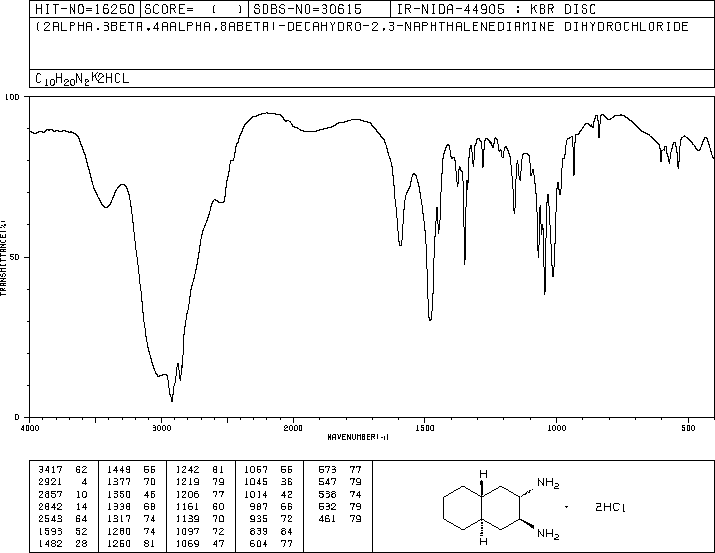 HIT-NO=16250 SCORE= ( ) SDBS-NO=30615 IR-NIDA-44905 : KBR DISC
(2ALPHA,3BETA,4AALPHA,8ABETA)-DECAHYDRO-2,3-NAPHTHALENEDIAMINE DIHYDROCHLORIDE
C10H20N2*2HCL
100
50
0
TRANSMITTANCE(%)
4000 3000 2000 1500 1000 500
WAVENUMBER(-1)
3417 62 1449 56 1242 81 1067 66 573 77
2921 4 1377 70 1219 79 1045 36 547 79
2857 10 1350 46 1206 77 1014 42 538 74
2842 14 1338 68 1161 60 987 66 532 79
2543 64 1317 74 1139 70 935 72 461 79
1593 52 1280 74 1097 72 839 84
1482 28 1260 81 1069 47 604 77
H
NH2
NH2
H
· 2HCl